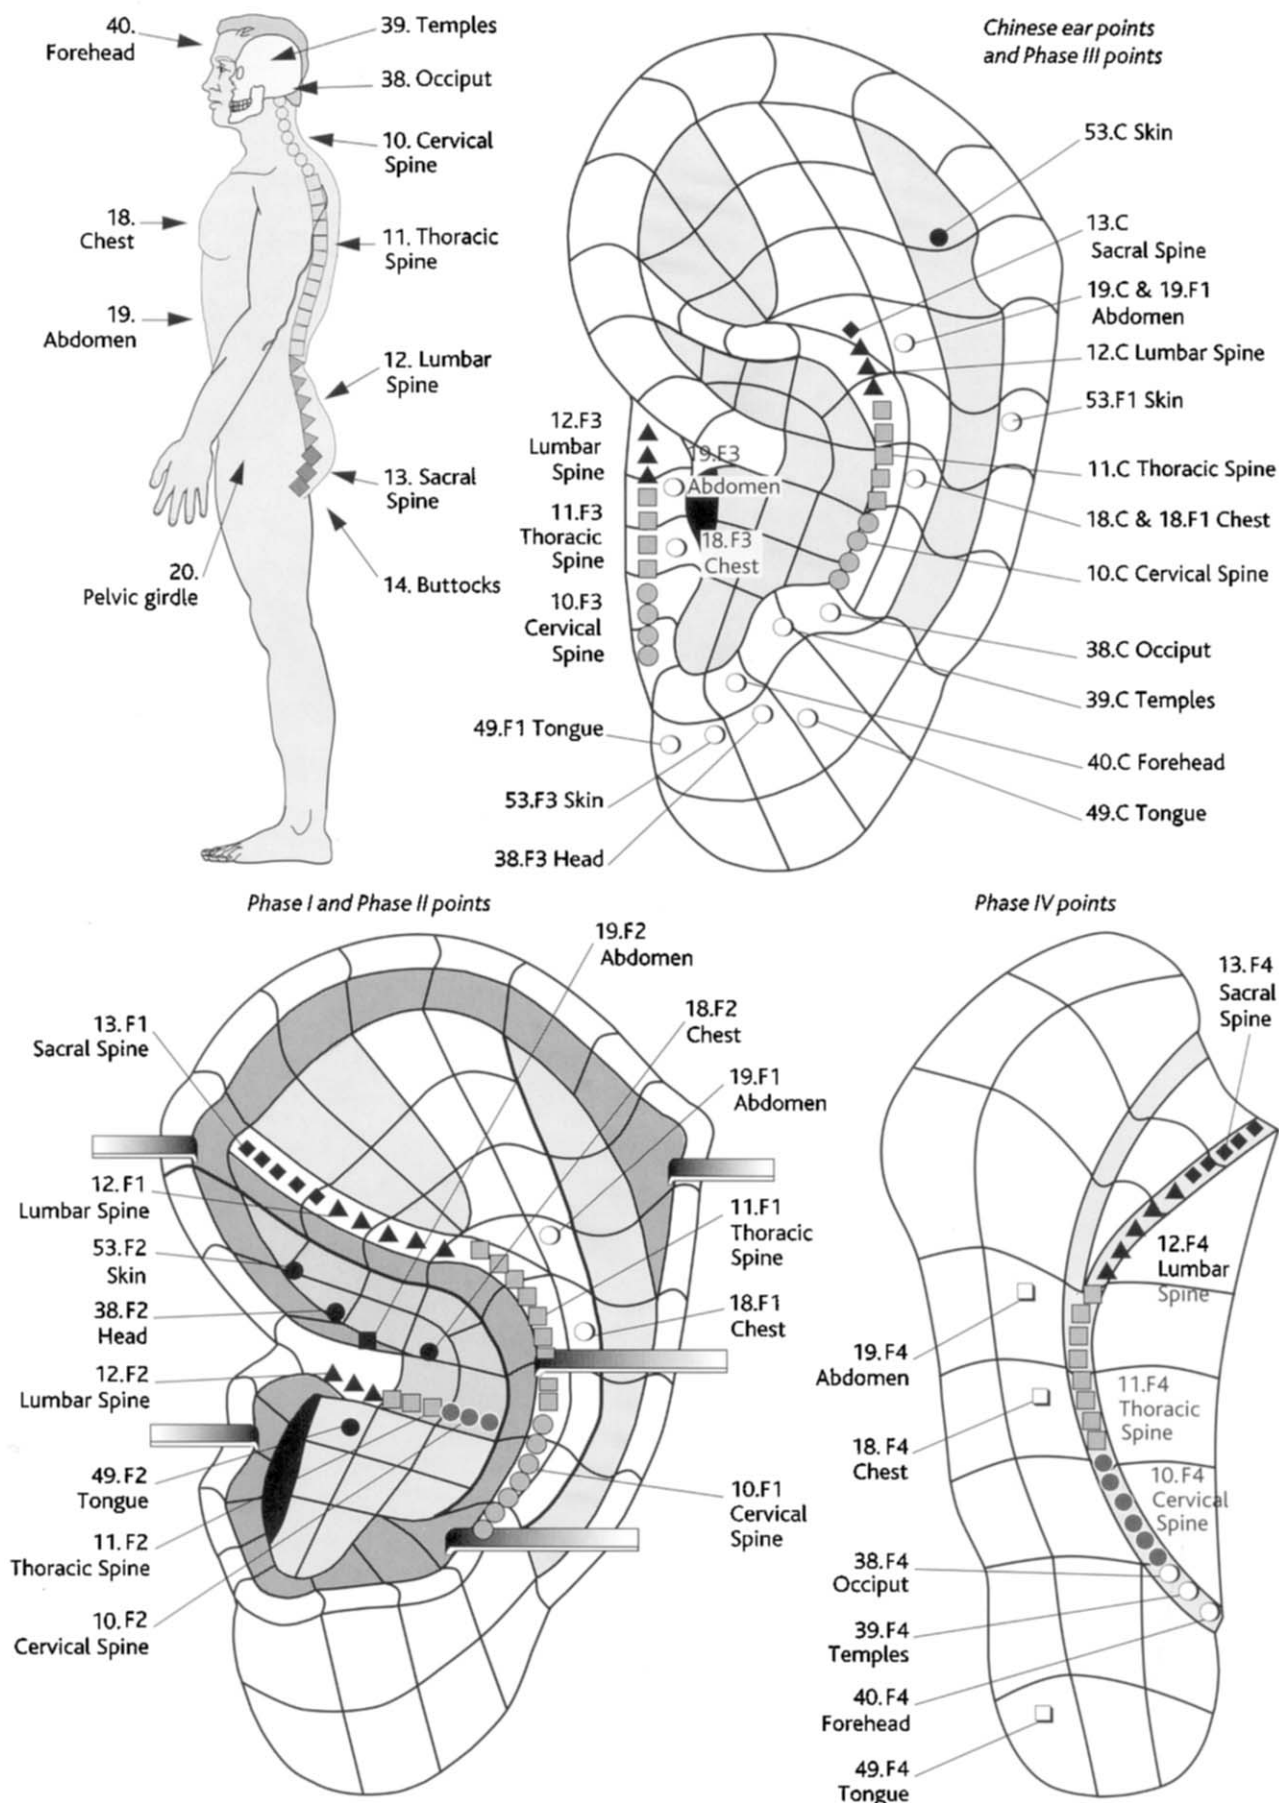 40.
Forehead
39. Temples
38. Occiput
10. Cervical
Spine
18.
Chest
11. Thoracic
Spine
19.
Abdomen
12. Lumbar
Spine
13. Sacral
Spine
20.
Pelvic girdle
14. Buttocks
Chinese ear points
and Phase III points
53.C Skin
13.C
Sacral Spine
19.C & 19.F1
Abdomen
12.C Lumbar Spine
53.F1 Skin
11.C Thoracic Spine
18.C & 18.F1 Chest
10.C Cervical Spine
38.C Occiput
39.C Temples
40.C Forehead
49.C Tongue
12.F3
Lumbar
Spine
19.F3
Abdomen
11.F3
Thoracic
Spine
18.F3
Chest
10.F3
Cervical
Spine
49.F1 Tongue
53.F3 Skin
38.F3 Head
Phase I and Phase II points
19.F2
Abdomen
13.F1
Sacral Spine
18.F2
Chest
19.F1
Abdomen
12.F1
Lumbar Spine
11.F1
Thoracic
Spine
53.F2
Skin
38.F2
Head
18.F1
Chest
12.F2
Lumbar Spine
49.F2
Tongue
10.F1
Cervical
Spine
11.F2
Thoracic Spine
10.F2
Cervical Spine
Phase IV points
13.F4
Sacral
Spine
12.F4
Lumbar
Spine
19.F4
Abdomen
11.F4
Thoracic
Spine
18.F4
Chest
10.F4
Cervical
Spine
38.F4
Occiput
39.F4
Temples
40.F4
Forehead
49.F4
Tongue